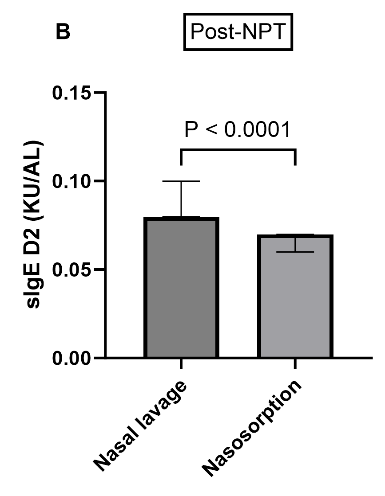 B
Post-NPT
sIgE D2 (KU/AL)
0.15
0.10
0.05
0.00
P < 0.0001
Nasal lavage
Nasosorption